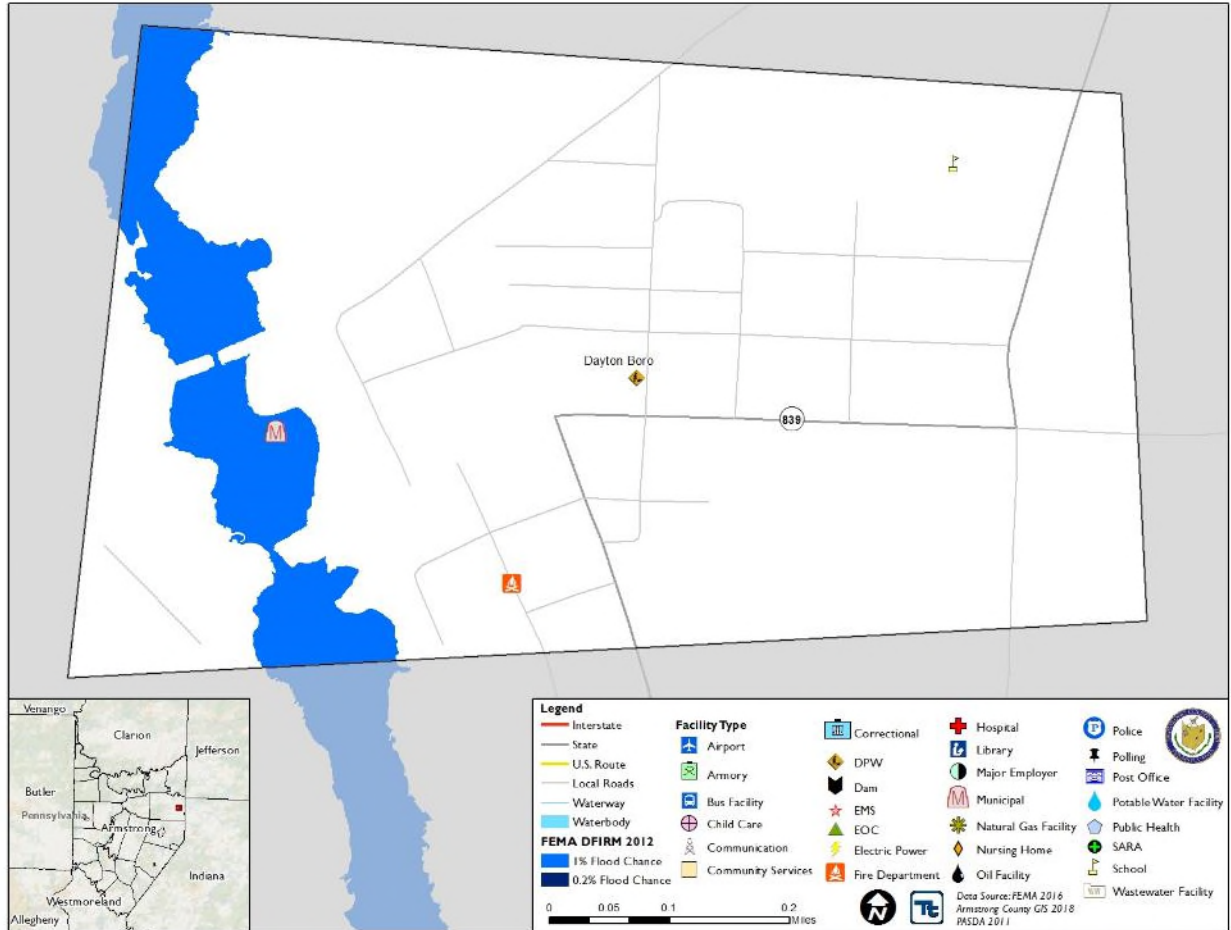 Dayton Boro
839
Venango
Clarion
Jefferson
Butler
Pennsylvania
Armstrong
Indiana
Westmoreland
Allegheny
Legend
Interstate
State
U.S. Route
Local Roads
Waterway
Waterbody
FEMA DFIRM 2012
1% Flood Chance
0.2% Flood Chance
Facility Type
Airport
Armory
Bus Facility
Child Care
Communication
Community Services
Correctional
DPW
Dam
EMS
EOC
Electric Power
Fire Department
Hospital
Library
Major Employer
M Municipal
Natural Gas Facility
Nursing Home
Oil Facility
P Police
Polling
Post Office
Potable Water Facility
Public Health
SARA
School
WW Wastewater Facility
0 0.05 0.1 0.2
Miles
N
Tt
Data Source: FEMA 2016
Armstrong County GIS 2018
PASDA 2011
M